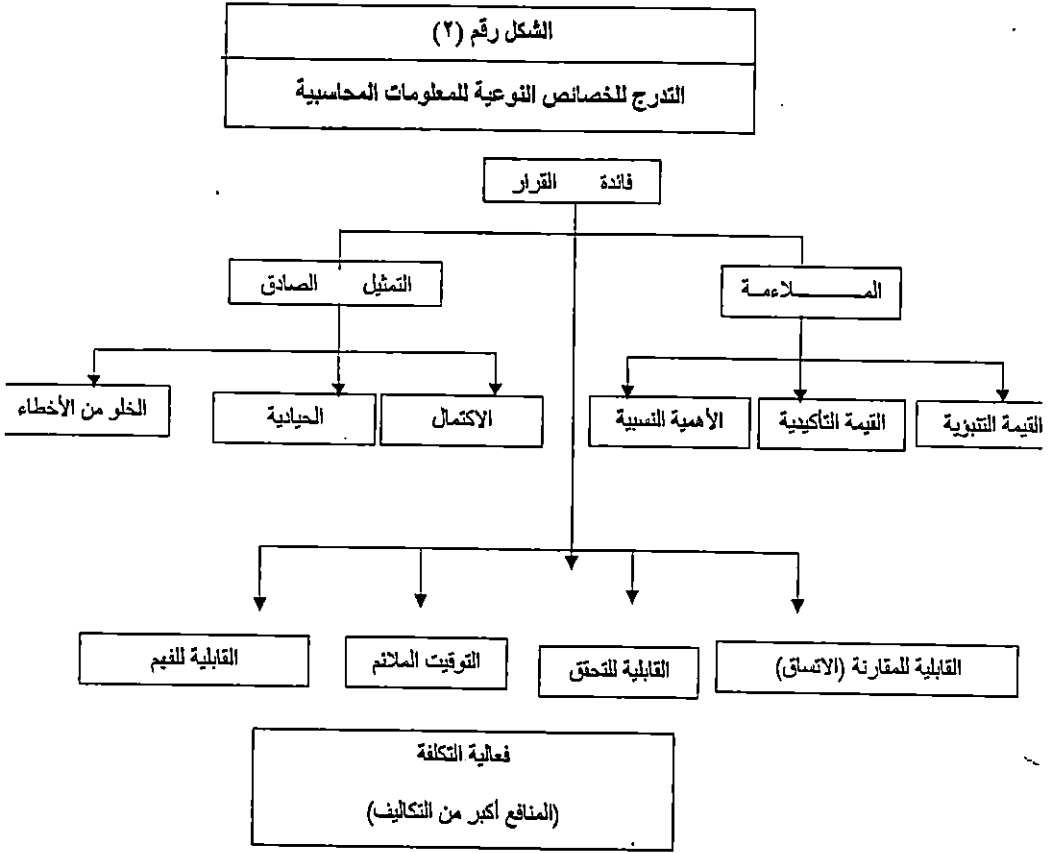 الشكل رقم (٢)
التدرج للخصائص النوعية للمعلومات المحاسبية
فائدة القرار
الملاءمة
التمثيل الصادق
القيمة التنبؤية
القيمة التأكيدية
الأهمية النسبية
الاكتمال
الحيادية
الخلو من الأخطاء
القابلية للمقارنة (الاتساق)
القابلية للتحقق
التوقيت الملائم
القابلية للفهم
فعالية التكلفة
(المنافع أكبر من التكاليف)